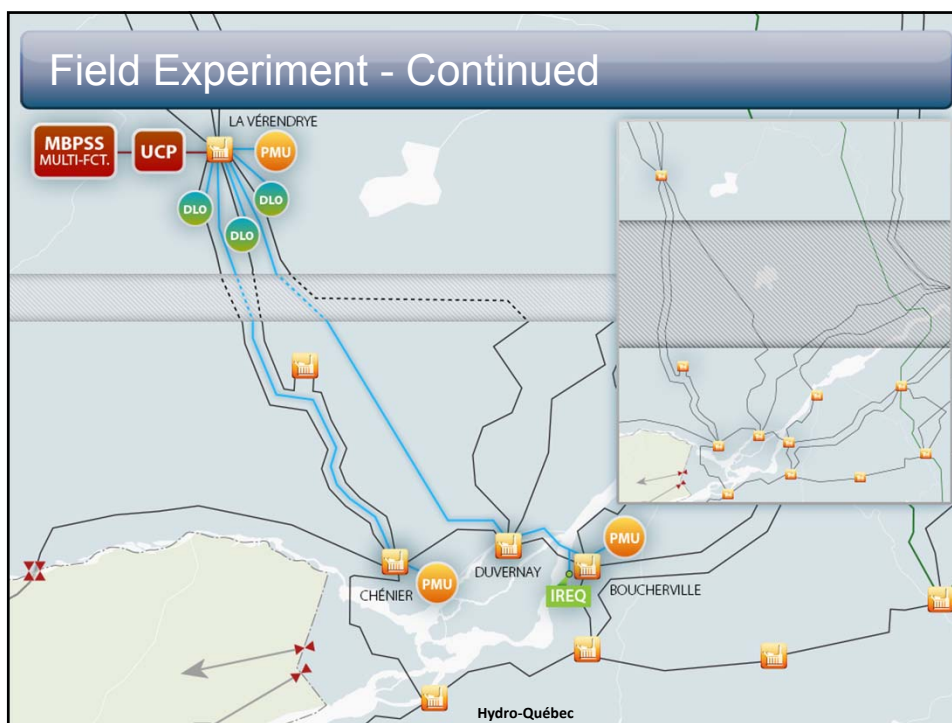 Field Experiment - Continued
LA VÉRENDRYE
MBPSS
MULTI-FCT.
UCP
PMU
DLO
DLO
DLO
PMU
DUVERNAY
PMU
CHÉNIER
IREQ
BOUCHERVILLE
Hydro-Québec